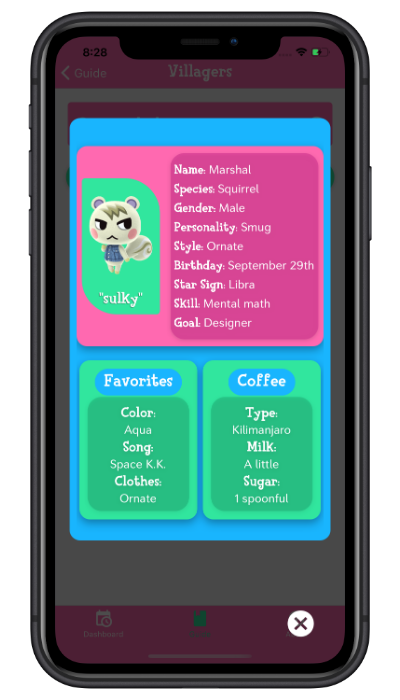 8:28
Guide
Villagers
Name: Marshal
Species: Squirrel
Gender: Male
Personality: Smug
Style: Ornate
Birthday: September 29th
Star Sign: Libra
Skill: Mental math
Goal: Designer
"sulky"
Favorites
Color:
Aqua
Song:
Space K.K.
Clothes:
Ornate
Coffee
Type:
Kilimanjaro
Milk:
A little
Sugar:
1 spoonful
Dashboard